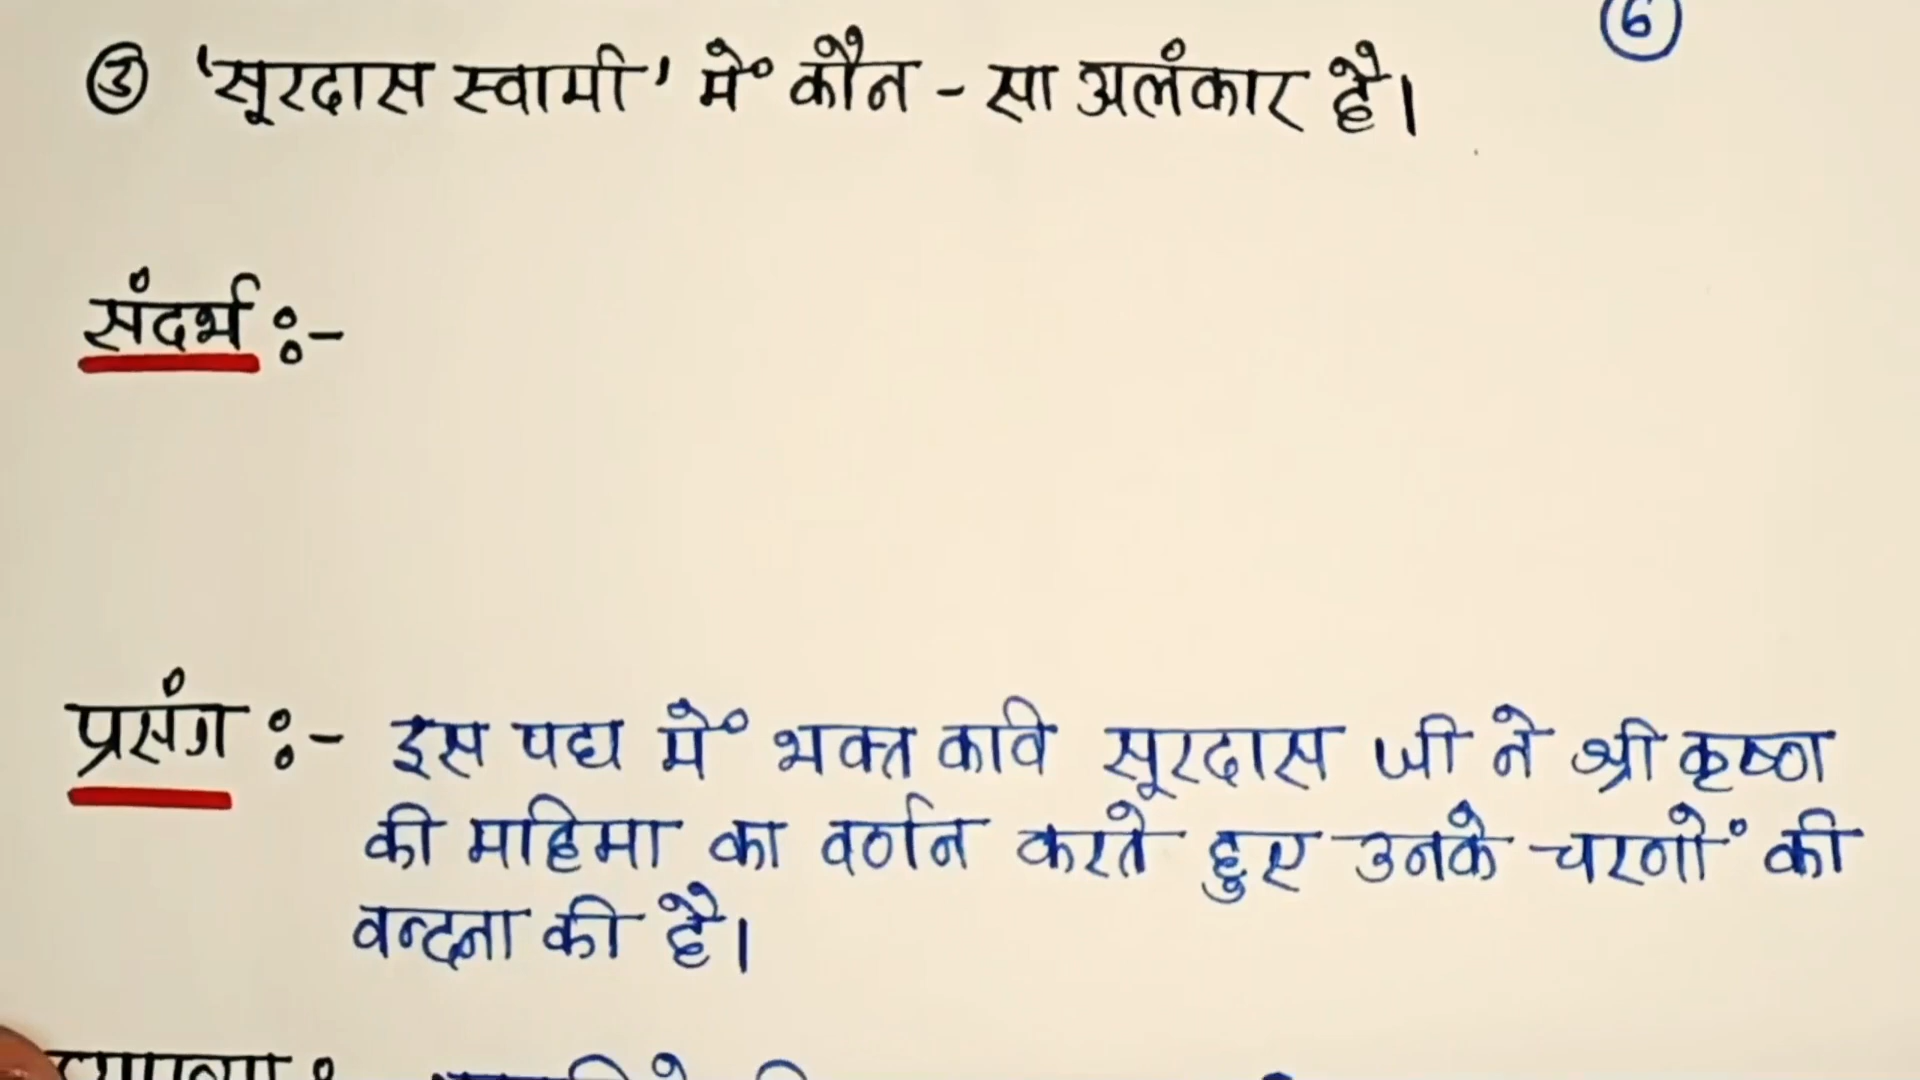 6
③ 'सूरदास स्वामी' में कौन - सा अलंकार है।
संदर्भ :-
प्रसंग :- इस पद्य में भक्त कवि सूरदास जी ने श्री कृष्ण
की महिमा का वर्णन करते हुए उनके चरणों की
वन्दना की है।